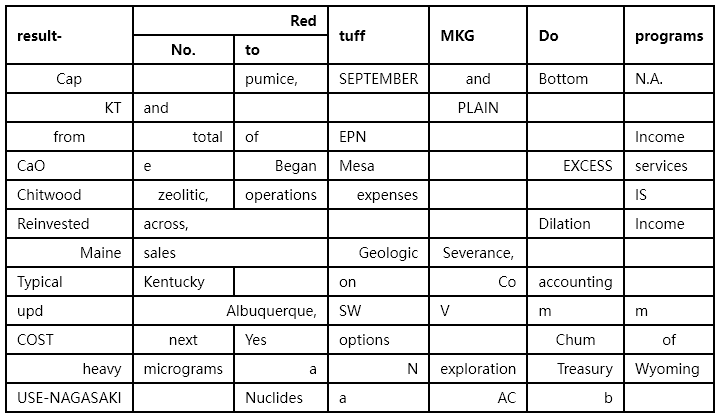 result- Red tuff MKG Do programs
No. to
Cap pumice, SEPTEMBER and Bottom N.A.
KT and PLAIN
from total of EPN Income
CaO e Began Mesa EXCESS services
Chitwood zeolitic, operations expenses IS
Reinvested across, Dilation Income
Maine sales Geologic Severance,
Typical Kentucky on Co accounting
upd Albuquerque, SW V m m
COST next Yes options Chum of
heavy micrograms a N exploration Treasury Wyoming
USE-NAGASAKI Nuclides a AC b